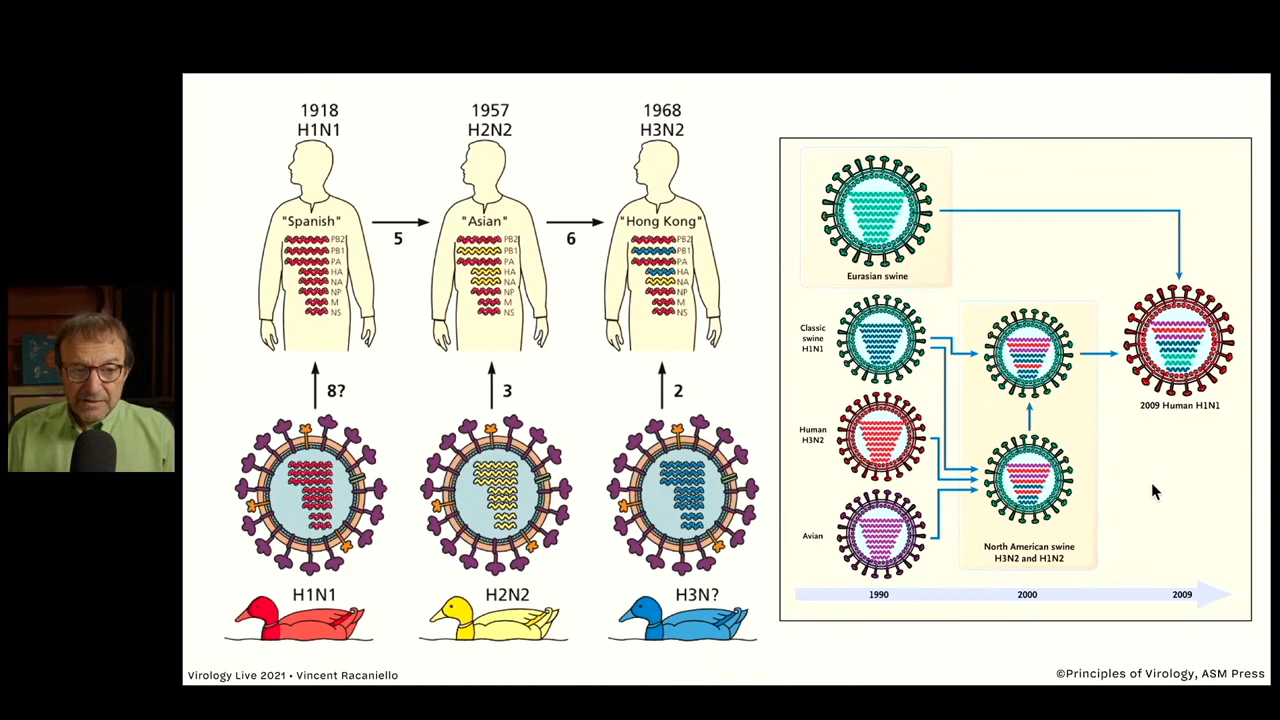 1918
H1N1
1957
H2N2
1968
H3N2
"Spanish"
5
"Asian"
6
"Hong Kong"
PB2
PB1
PA
HA
NA
NP
M
NS
PB2
PB1
PA
HA
NA
NP
M
NS
PB2
PB1
PA
HA
NA
NP
M
NS
8?
3
2
H1N1
H2N2
H3N?
Eurasian swine
Classic
swine
H1N1
Human
H3N2
Avian
2009 Human H1N1
North American swine
H3N2 and H1N2
1990
2000
2009
Virology Live 2021 • Vincent Racaniello
©Principles of Virology, ASM Press